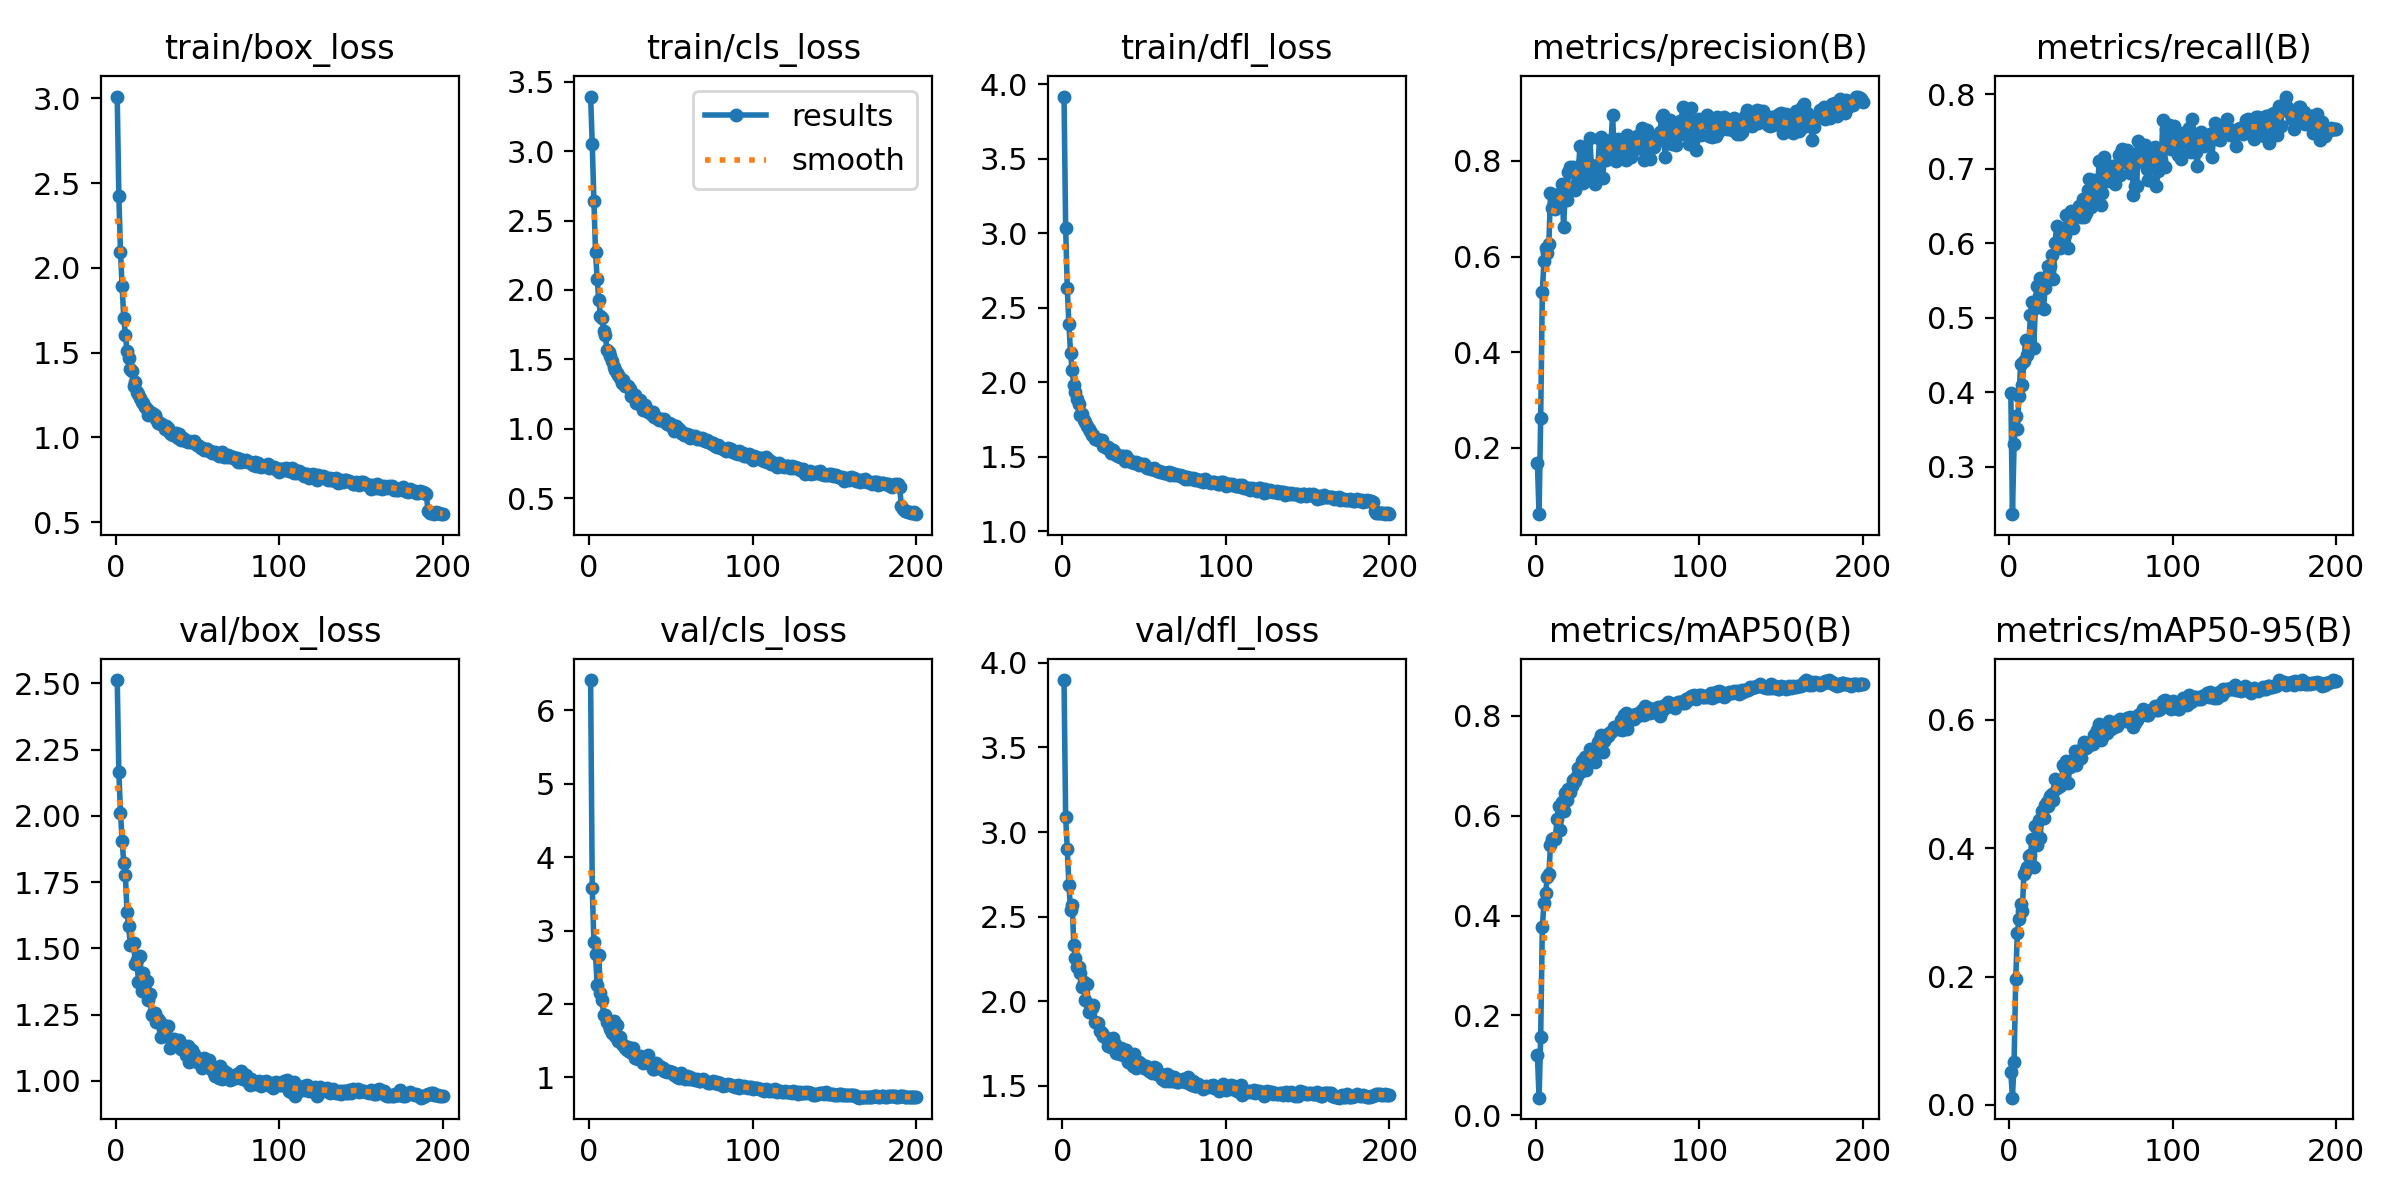 train/box_loss
3.0
2.5
2.0
1.5
1.0
0.5
0 100 200
train/cls_loss
results
smooth
3.5
3.0
2.5
2.0
1.5
1.0
0.5
0 100 200
train/dfl_loss
4.0
3.5
3.0
2.5
2.0
1.5
1.0
0 100 200
metrics/precision(B)
0.8
0.6
0.4
0.2
0 100 200
metrics/recall(B)
0.8
0.7
0.6
0.5
0.4
0.3
0 100 200
val/box_loss
2.50
2.25
2.00
1.75
1.50
1.25
1.00
0 100 200
val/cls_loss
6
5
4
3
2
1
0 100 200
val/dfl_loss
4.0
3.5
3.0
2.5
2.0
1.5
0 100 200
metrics/mAP50(B)
0.8
0.6
0.4
0.2
0.0
0 100 200
metrics/mAP50-95(B)
0.6
0.4
0.2
0.0
0 100 200